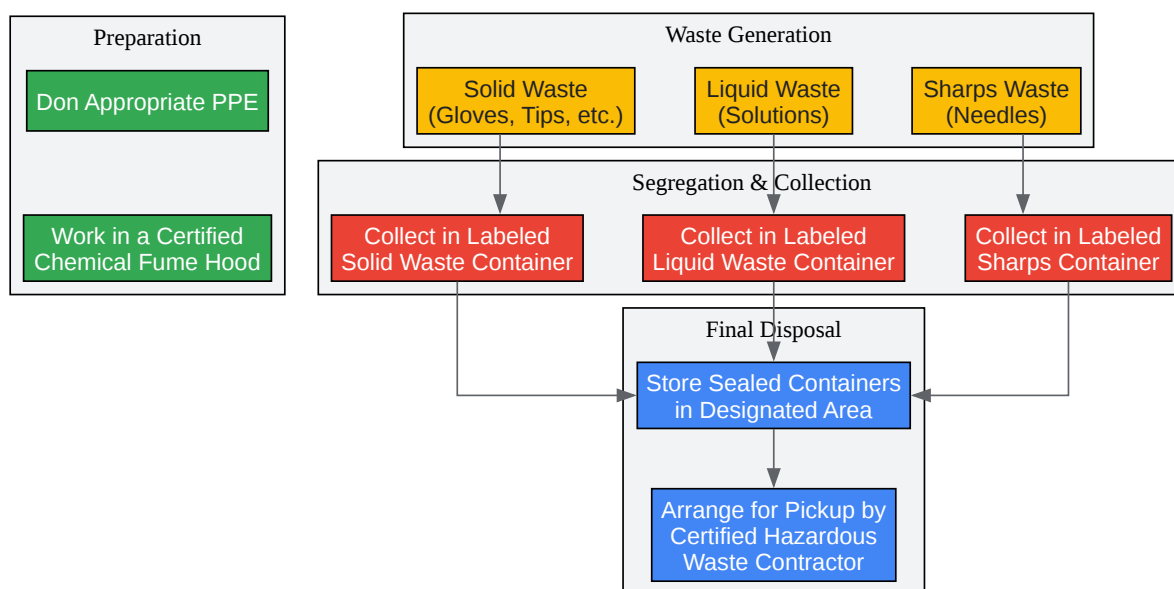 Preparation
Don Appropriate PPE
Work in a Certified
Chemical Fume Hood
Waste Generation
Solid Waste
(Gloves, Tips, etc.)
Liquid Waste
(Solutions)
Sharps Waste
(Needles)
Segregation & Collection
Collect in Labeled
Solid Waste Container
Collect in Labeled
Liquid Waste Container
Collect in Labeled
Sharps Container
Final Disposal
Store Sealed Containers
in Designated Area
Arrange for Pickup by
Certified Hazardous
Waste Contractor